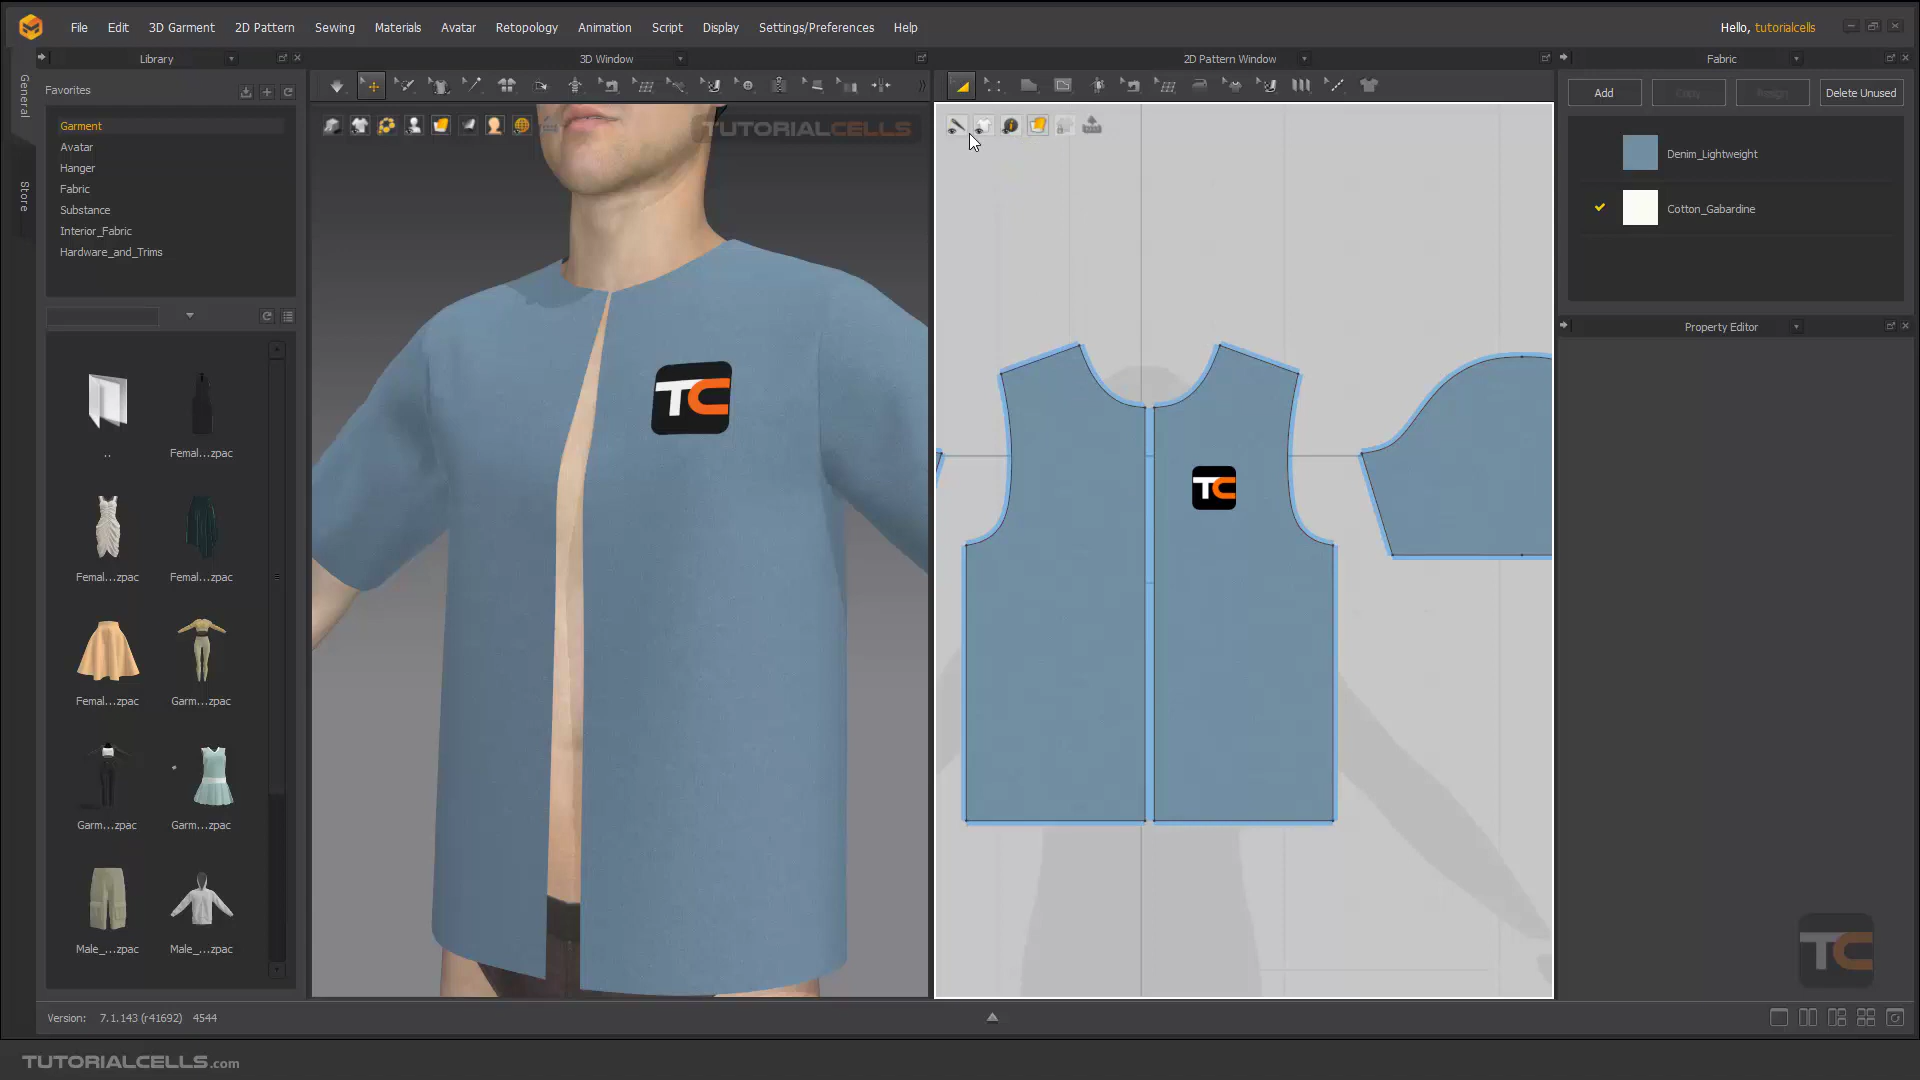 File Edit 3D Garment 2D Pattern Sewing Materials Avatar Retopology Animation Script Display Settings/Preferences Help
Hello, tutorialcells
Library
3D Window
2D Pattern Window
Fabric
General
Store
Favorites
Garment
Avatar
Hanger
Fabric
Substance
Interior_Fabric
Hardware_and_Trims
..
Femal...zpac
Femal...zpac
Femal...zpac
Femal...zpac
Garm...zpac
Garm...zpac
Garm...zpac
Male_...zpac
Male_...zpac
TUTORIALCELLS
TC
TC
Add
Copy
Assign
Delete Unused
Denim_Lightweight
Cotton_Gabardine
Property Editor
TC
Version: 7.1.143 (r41692) 4544
TUTORIALCELLS.com